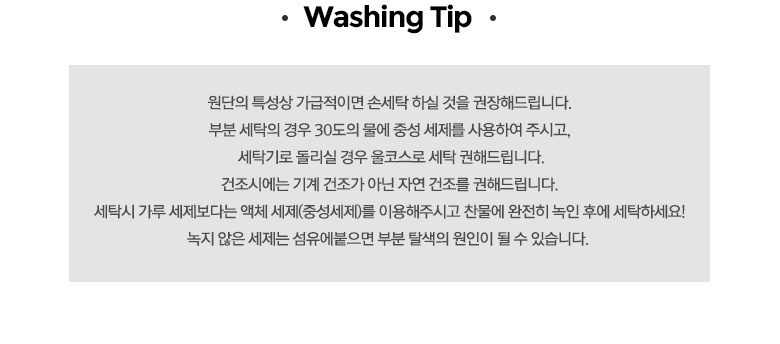 • Washing Tip •
원단의 특성상 가급적이면 손세탁 하실 것을 권장해드립니다.
부분 세탁의 경우 30도의 물에 중성 세제를 사용하여 주시고,
세탁기로 돌리실 경우 울코스로 세탁 권해드립니다.
건조시에는 기계 건조가 아닌 자연 건조를 권해드립니다.
세탁시 가루 세제보다는 액체 세제(중성세제)를 이용해주시고 찬물에 완전히 녹인 후에 세탁하세요!
녹지 않은 세제는 섬유에붙으면 부분 탈색의 원인이 될 수 있습니다.